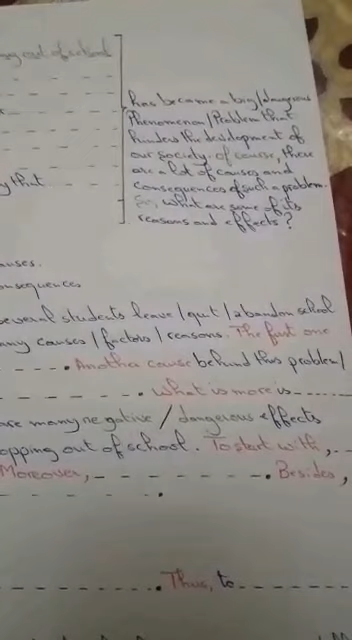 out of school
has become a big/dangerous
Phenomenon/Problem that
hinders the development of
our society. of course, there
are a lot of causes and
consequences of such a problem.
So, what are some of its
reasons and effects?
y that
auses.
onsequences
several students leave/quit/abandon school
any causes/factors/reasons. The first one
- - - - - . Another cause behind this problem/
- - - - - - - - . What is more is - - - - -
are many negative/dangerous effects
opping out of school. To start with, - -
Moreover, - - - - - - - - - - - . Besides,
- - - - - - - - - - .
- - - - - - - - - - . Thus, to - - - - - - -